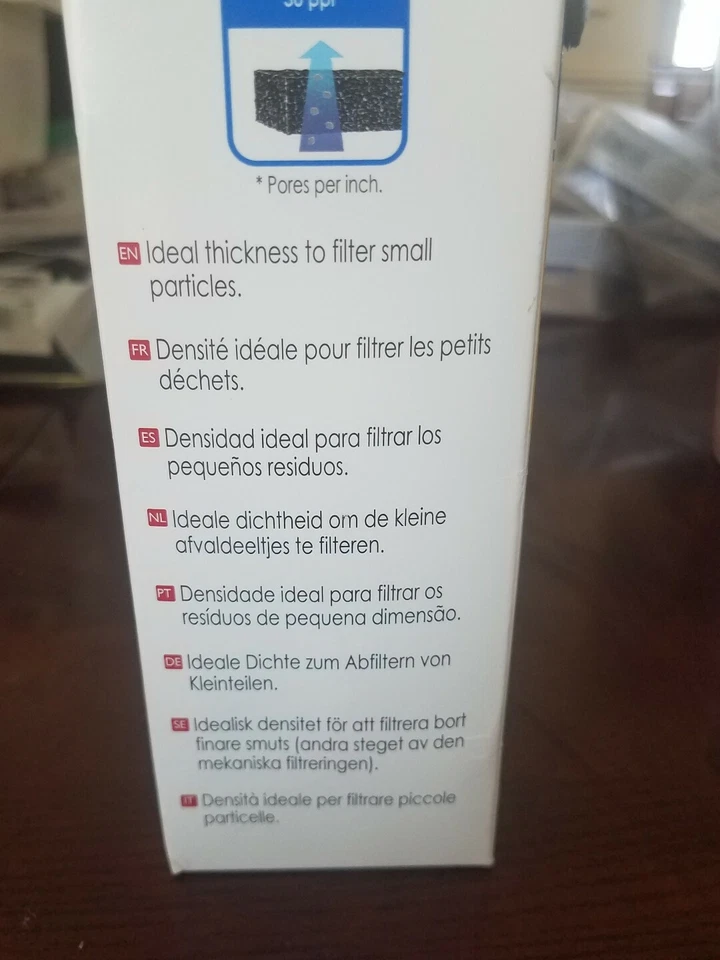 * Pores per inch.
EN Ideal thickness to filter small
particles.
FR Densité idéale pour filtrer les petits
déchets.
ES Densidad ideal para filtrar los
pequeños residuos.
NL Ideale dichtheid om de kleine
afvaldeeltjes te filteren.
PT Densidade ideal para filtrar os
resíduos de pequena dimensão.
DE Ideale Dichte zum Abfiltern von
Kleinteilen.
SE Idealisk densitet för att filtrera bort
finare smuts (andra steget av den
mekaniska filtreringen).
IT Densità ideale per filtrare piccole
particelle.